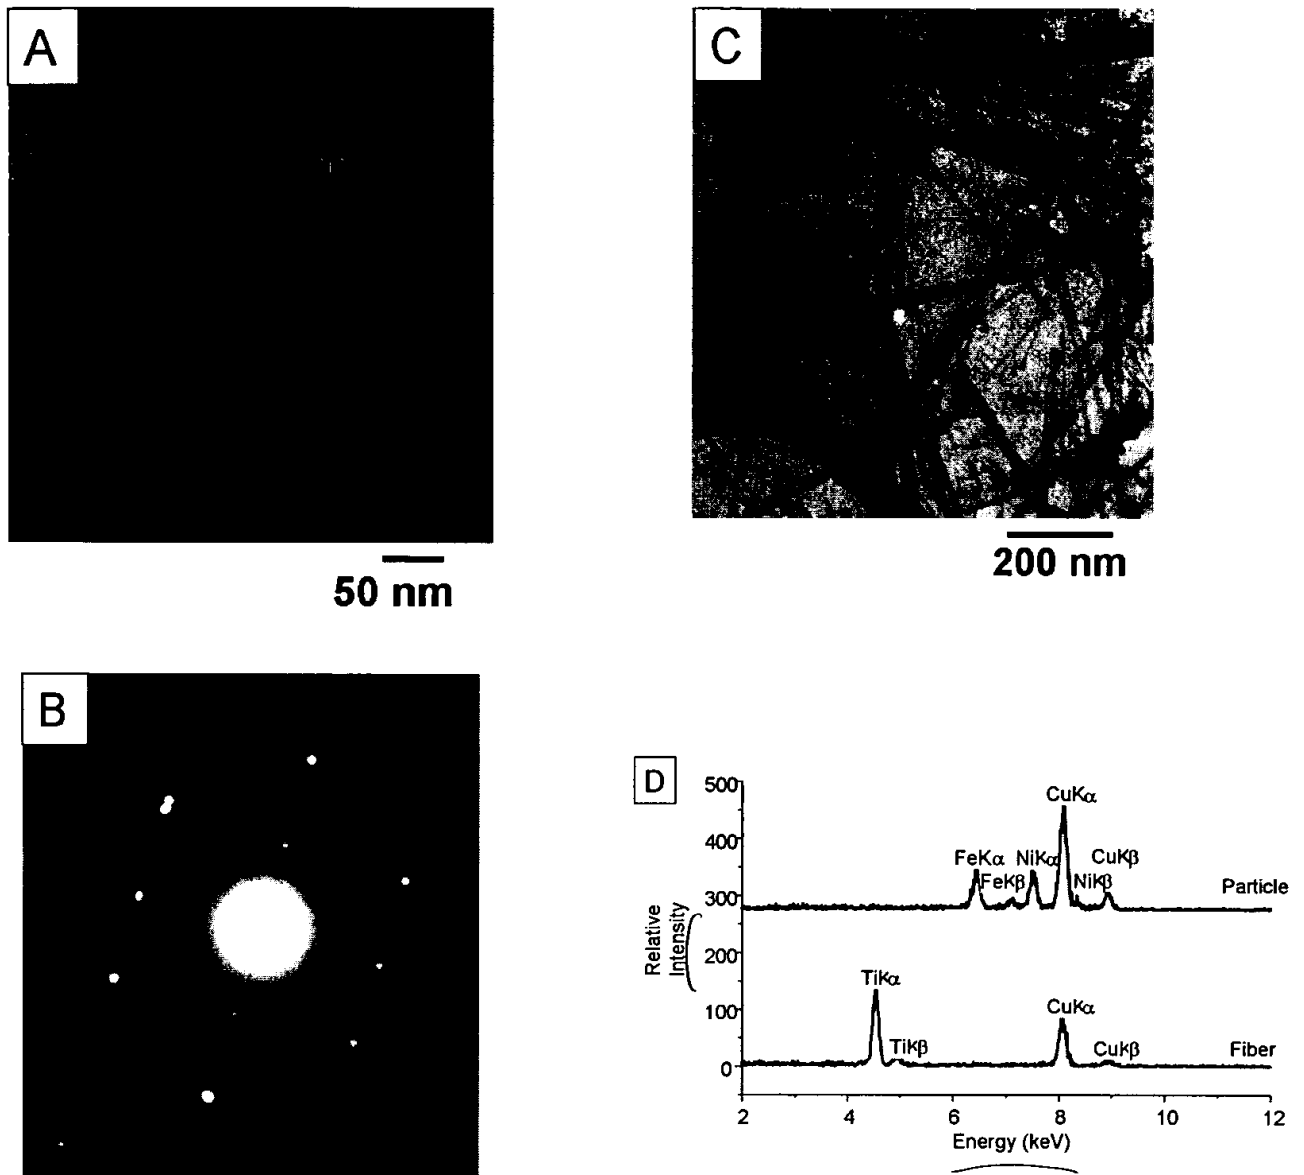 A
C
50 nm
200 nm
B
D
500
400
300
200
100
0
Relative
Intensity
CuKα
FeKα
NiKα
CuKβ
FeKβ
NiKβ
Particle
TiKα
CuKα
TiKβ
CuKβ
Fiber
2
4
6
8
10
12
Energy (keV)